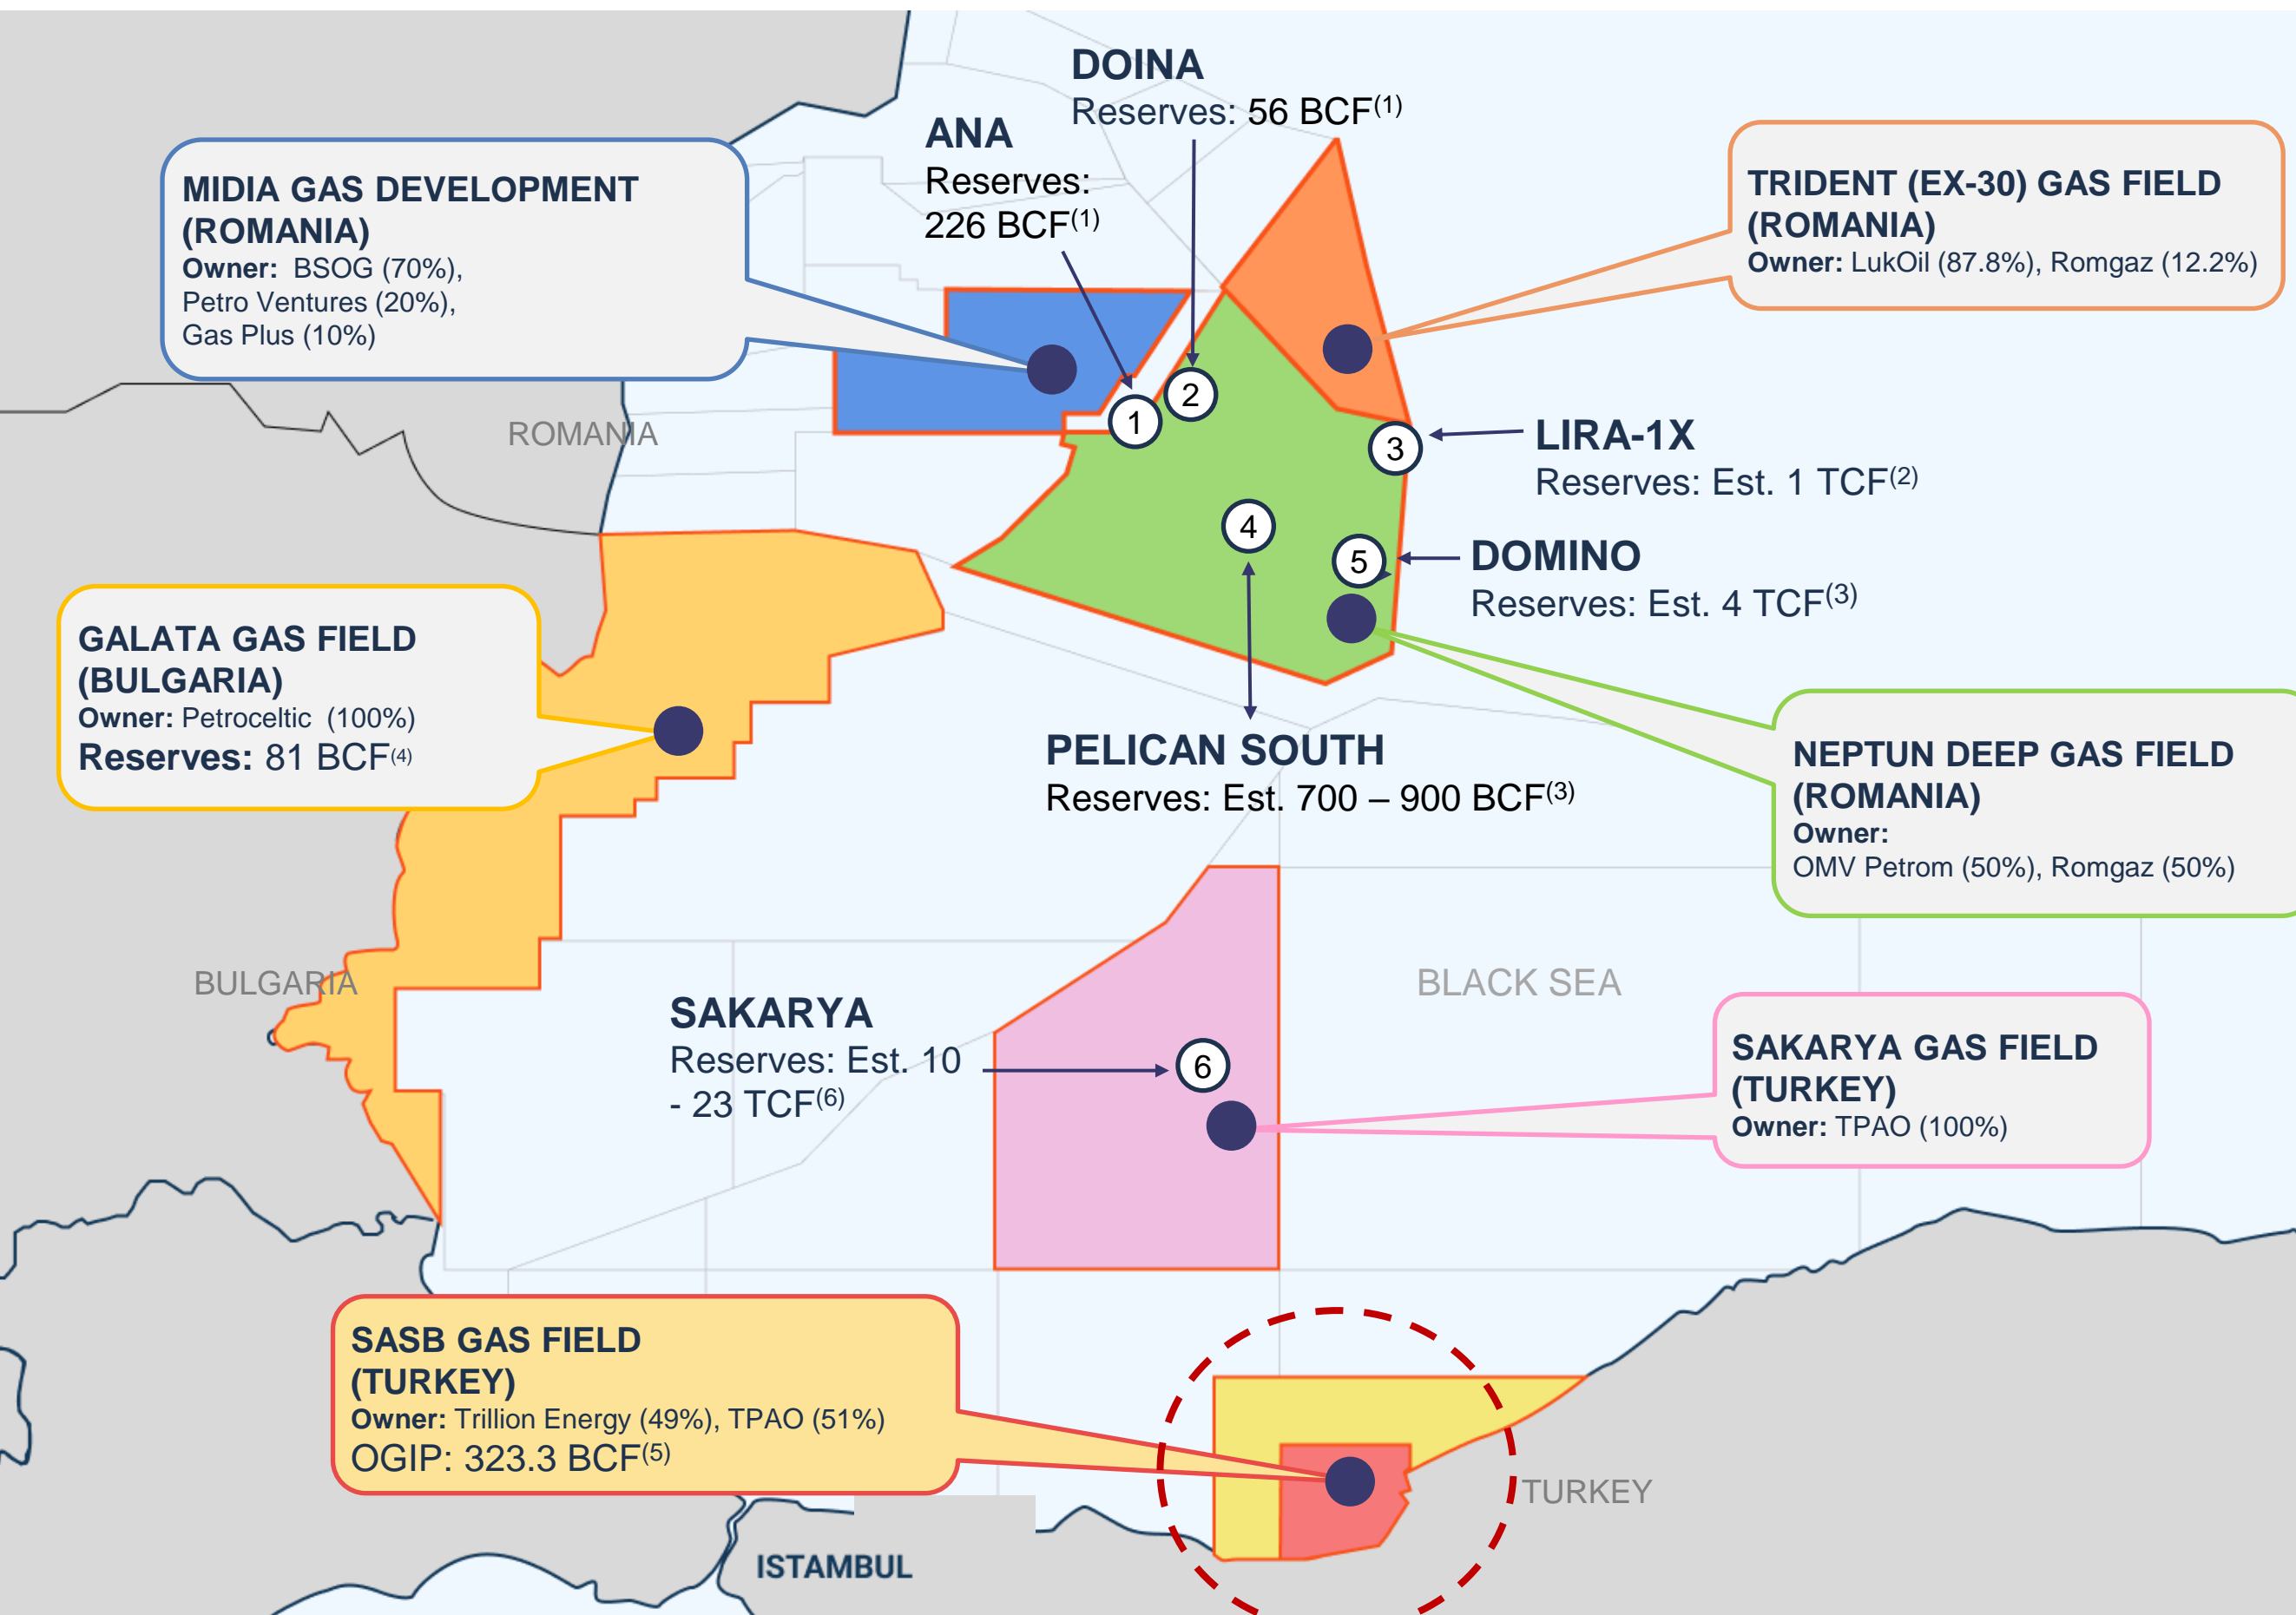 DOINA
Reserves: 56 BCF(1)
ANA
Reserves:
226 BCF(1)
MIDIA GAS DEVELOPMENT
(ROMANIA)
Owner:  BSOG (70%),
Petro Ventures (20%),
Gas Plus (10%)
TRIDENT (EX-30) GAS FIELD
(ROMANIA)
Owner: LukOil (87.8%), Romgaz (12.2%)
1
2
3
4
5
ROMANIA
LIRA-1X
Reserves: Est. 1 TCF(2)
DOMINO
Reserves: Est. 4 TCF(3)
GALATA GAS FIELD
(BULGARIA)
Owner: Petroceltic  (100%)
Reserves: 81 BCF(4)
PELICAN SOUTH
Reserves: Est. 700 – 900 BCF(3)
NEPTUN DEEP GAS FIELD
(ROMANIA)
Owner:
OMV Petrom (50%), Romgaz (50%)
BULGARIA
BLACK SEA
SAKARYA
Reserves: Est. 10
- 23 TCF(6)
6
SAKARYA GAS FIELD
(TURKEY)
Owner: TPAO (100%)
SASB GAS FIELD
(TURKEY)
Owner: Trillion Energy (49%), TPAO (51%)
OGIP: 323.3 BCF(5)
TURKEY
ISTAMBUL